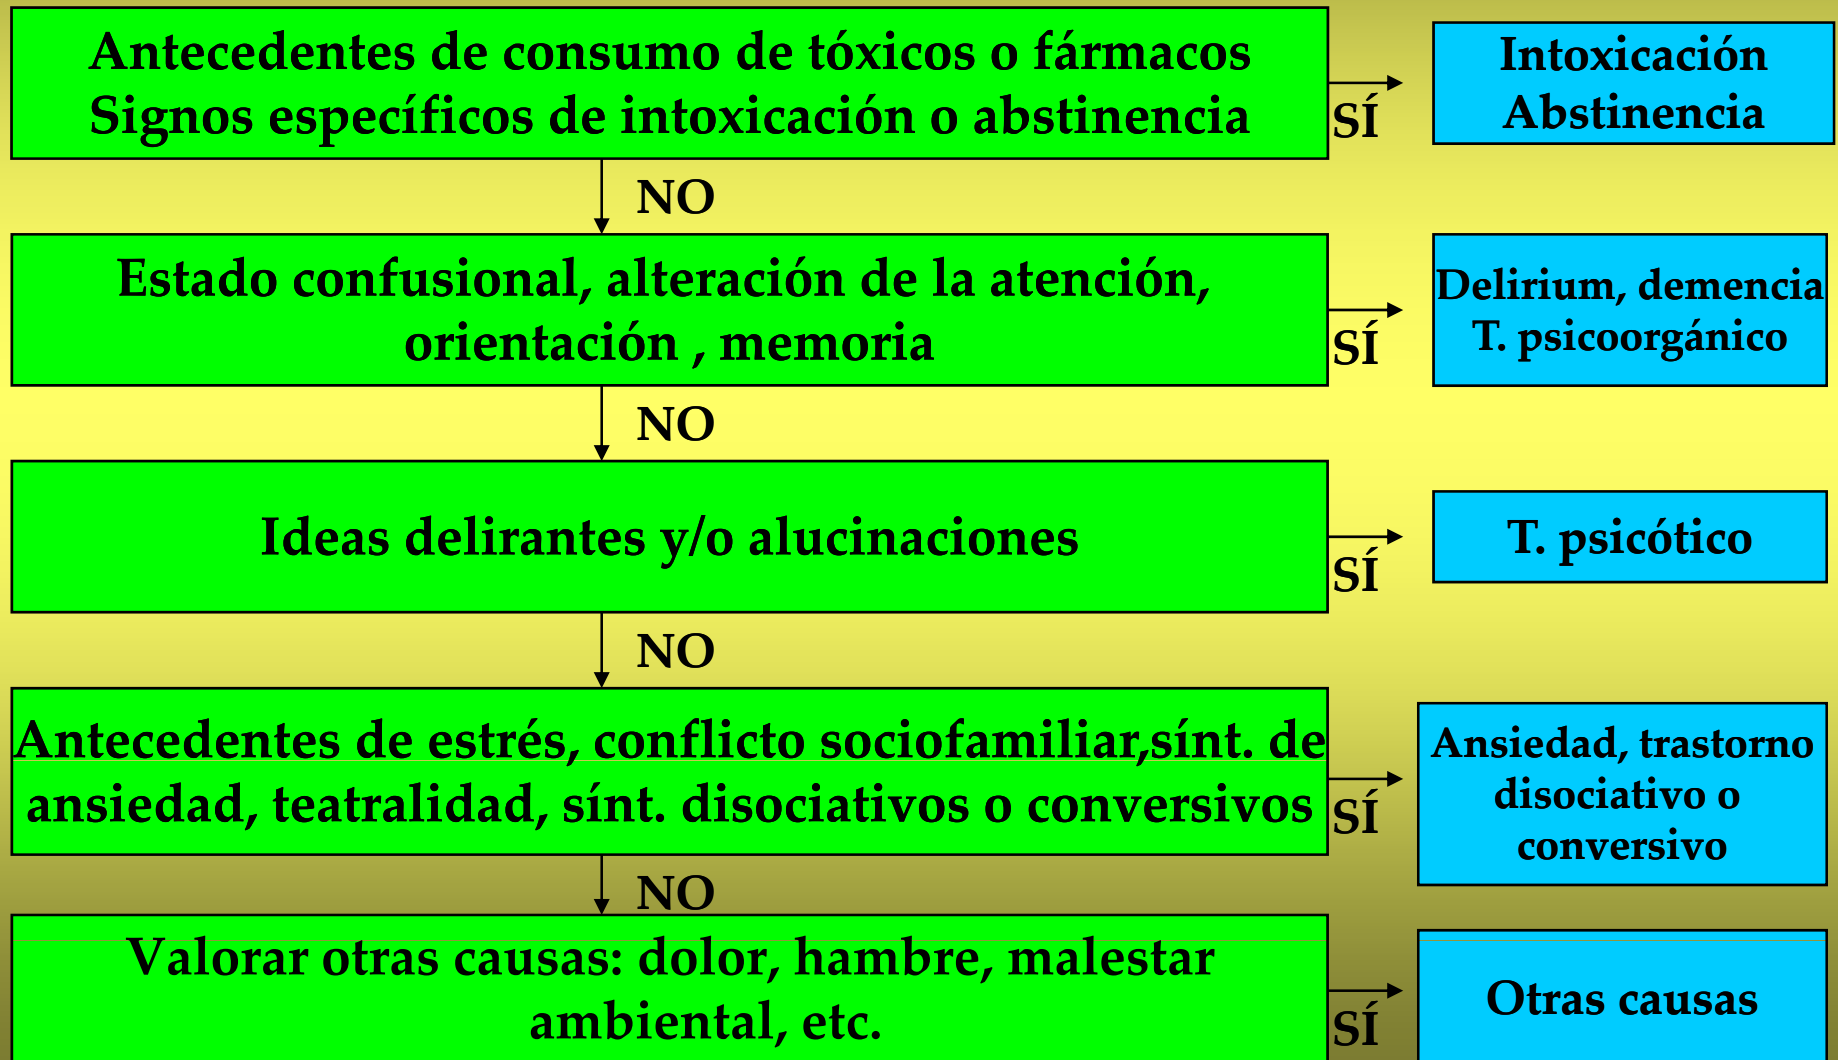 Antecedentes de consumo de tóxicos o fármacos
Signos específicos de intoxicación o abstinencia
SÍ
Intoxicación
Abstinencia
NO
Estado confusional, alteración de la atención,
orientación , memoria
SÍ
Delirium, demencia
T. psicoorgánico
NO
Ideas delirantes y/o alucinaciones
SÍ
T. psicótico
NO
Antecedentes de estrés, conflicto sociofamiliar,sínt. de
ansiedad, teatralidad, sínt. disociativos o conversivos
SÍ
Ansiedad, trastorno
disociativo o
conversivo
NO
Valorar otras causas: dolor, hambre, malestar
ambiental, etc.
SÍ
Otras causas